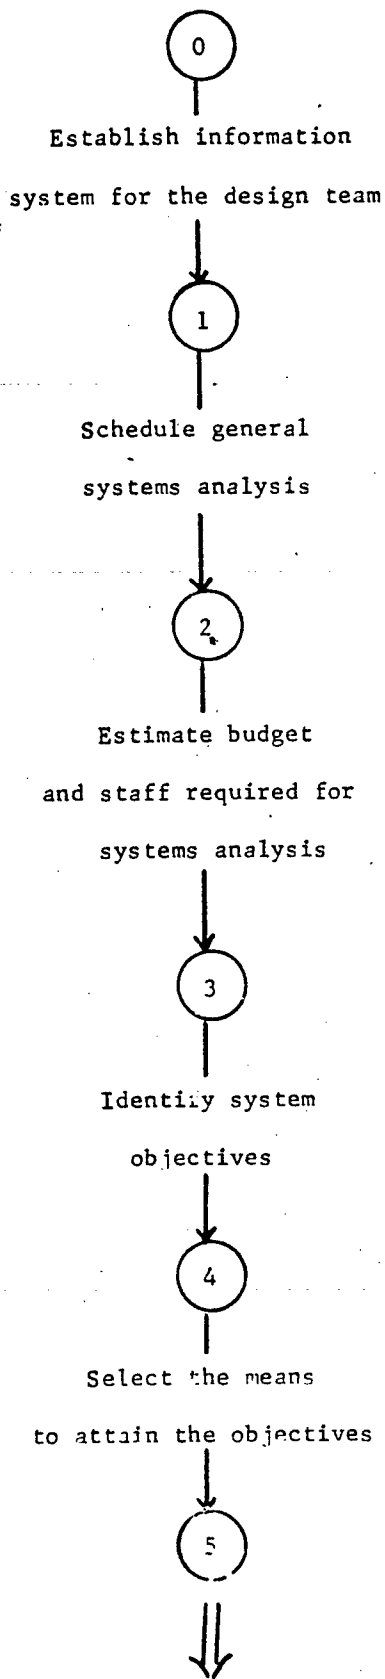 0
Establish information
system for the design team
1
Schedule general
systems analysis
2
Estimate budget
and staff required for
systems analysis
3
Identify system
objectives
4
Select the means
to attain the objectives
5